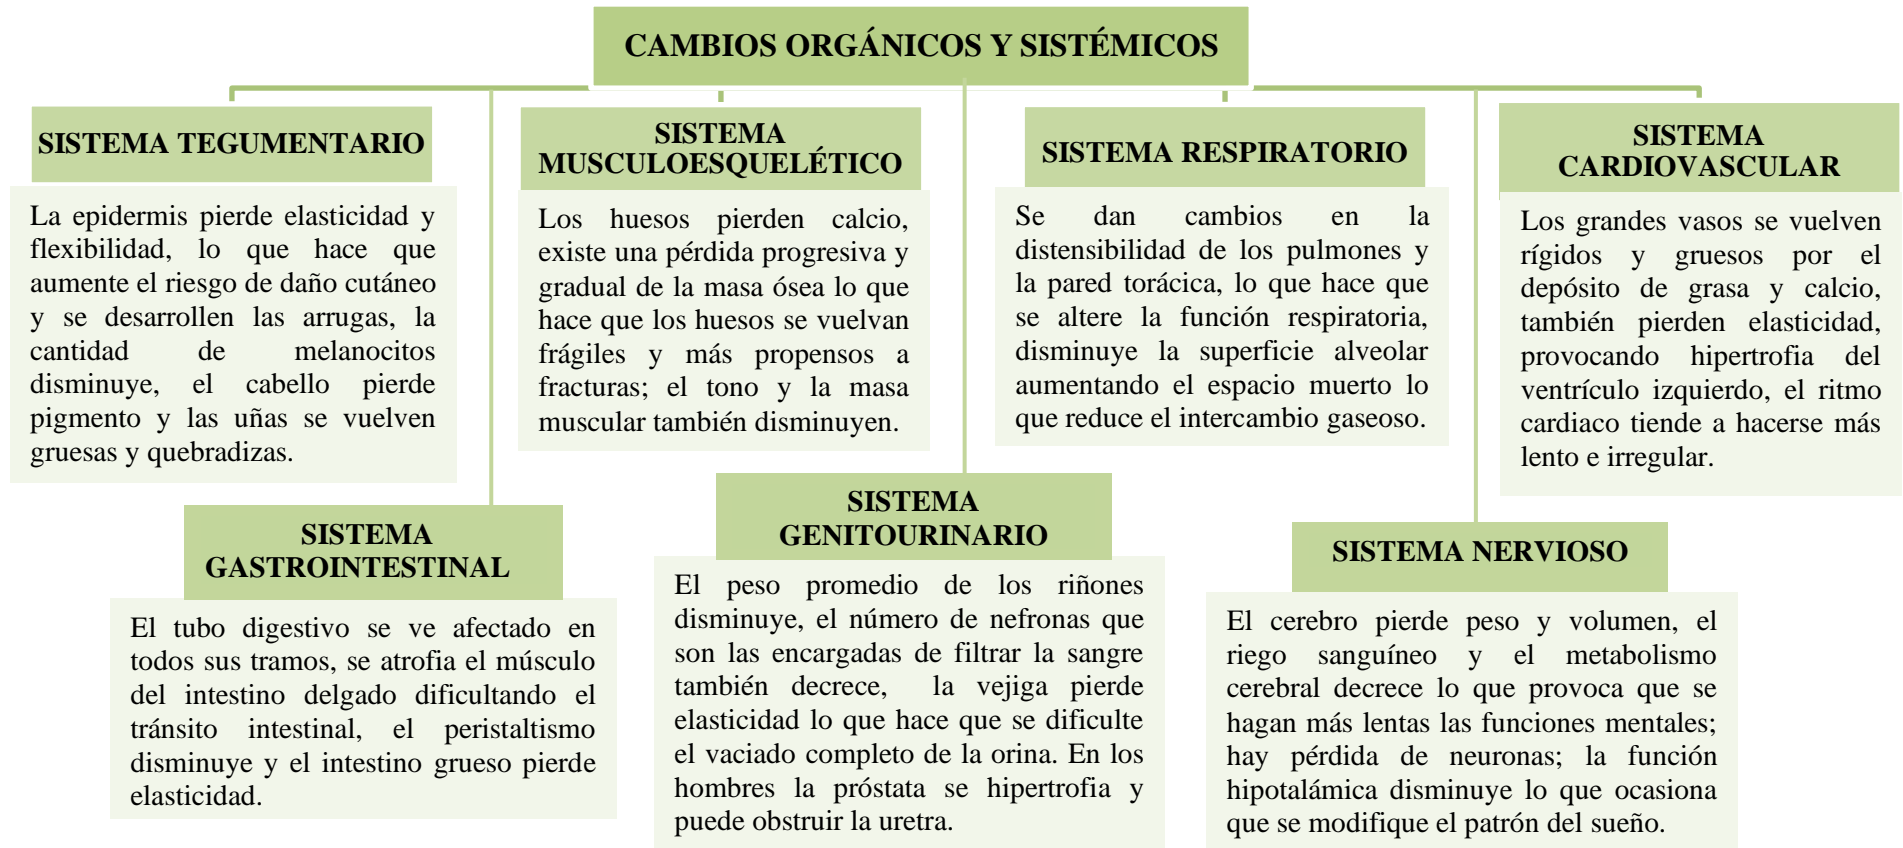 CAMBIOS ORGÁNICOS Y SISTÉMICOS
SISTEMA TEGUMENTARIO
La epidermis pierde elasticidad y
flexibilidad, lo que hace que
aumente el riesgo de daño cutáneo
y se desarrollen las arrugas, la
cantidad de melanocitos
disminuye, el cabello pierde
pigmento y las uñas se vuelven
gruesas y quebradizas.
SISTEMA
MUSCULOESQUELÉTICO
Los huesos pierden calcio,
existe una pérdida progresiva y
gradual de la masa ósea lo que
hace que los huesos se vuelvan
frágiles y más propensos a
fracturas; el tono y la masa
muscular también disminuyen.
SISTEMA RESPIRATORIO
Se dan cambios en la
distensibilidad de los pulmones y
la pared torácica, lo que hace que
se altere la función respiratoria,
disminuye la superficie alveolar
aumentando el espacio muerto lo
que reduce el intercambio gaseoso.
SISTEMA
CARDIOVASCULAR
Los grandes vasos se vuelven
rígidos y gruesos por el
depósito de grasa y calcio,
también pierden elasticidad,
provocando hipertrofia del
ventrículo izquierdo, el ritmo
cardiaco tiende a hacerse más
lento e irregular.
SISTEMA
GASTROINTESTINAL
El tubo digestivo se ve afectado en
todos sus tramos, se atrofia el músculo
del intestino delgado dificultando el
tránsito intestinal, el peristaltismo
disminuye y el intestino grueso pierde
elasticidad.
SISTEMA
GENITOURINARIO
El peso promedio de los riñones
disminuye, el número de nefronas que
son las encargadas de filtrar la sangre
también decrece, la vejiga pierde
elasticidad lo que hace que se dificulte
el vaciado completo de la orina. En los
hombres la próstata se hipertrofia y
puede obstruir la uretra.
SISTEMA NERVIOSO
El cerebro pierde peso y volumen, el
riego sanguíneo y el metabolismo
cerebral decrece lo que provoca que se
hagan más lentas las funciones mentales;
hay pérdida de neuronas; la función
hipotalámica disminuye lo que ocasiona
que se modifique el patrón del sueño.